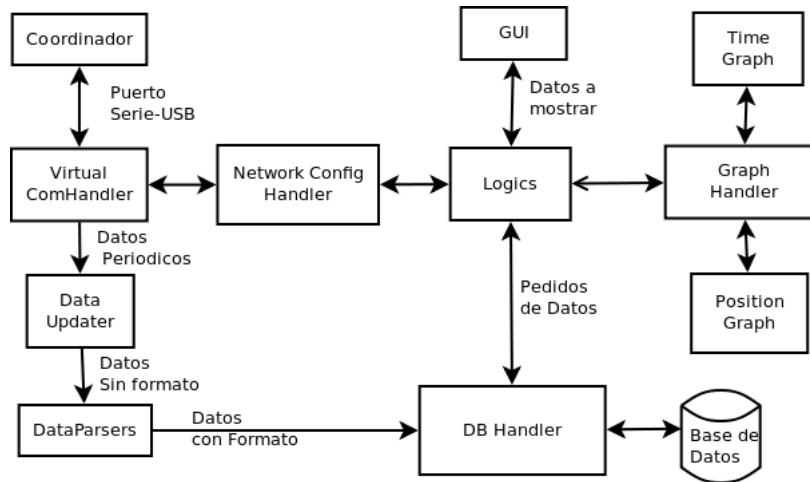 Coordinador
GUI
Time
Graph
Puerto
Serie-USB
Datos a
mostrar
Virtual
ComHandler
Network Config
Handler
Logics
Graph
Handler
Datos
Periodicos
Data
Updater
Pedidos
de Datos
Position
Graph
Datos
Sin formato
DataParsers
Datos
con Formato
DB Handler
Base de
Datos